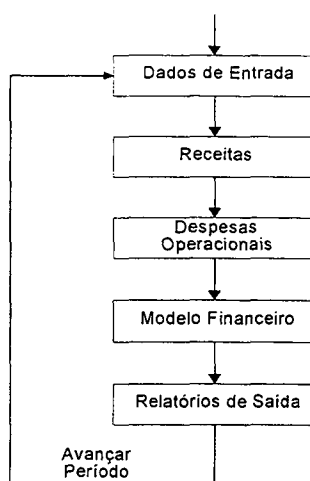 Dados de Entrada
Receitas
Despesas
Operacionais
Modelo Financeiro
Relatórios de Saída
Avançar
Período